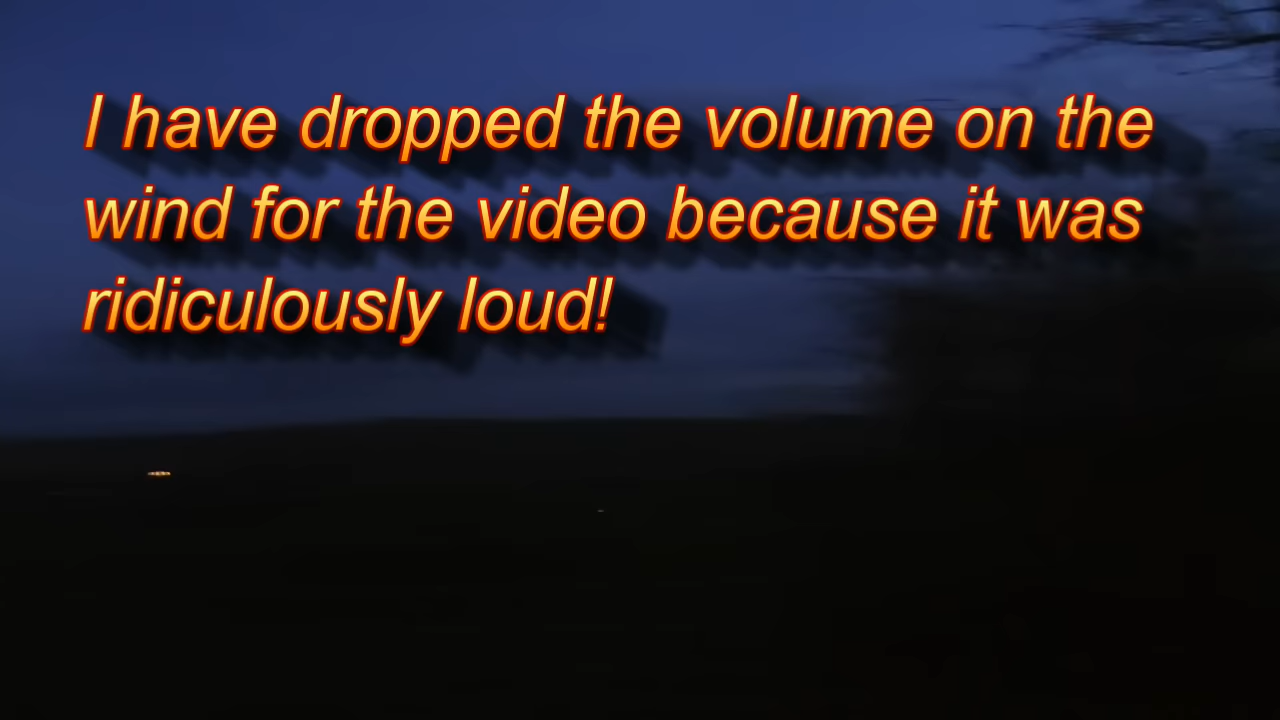 I have dropped the volume on the
wind for the video because it was
ridiculously loud!